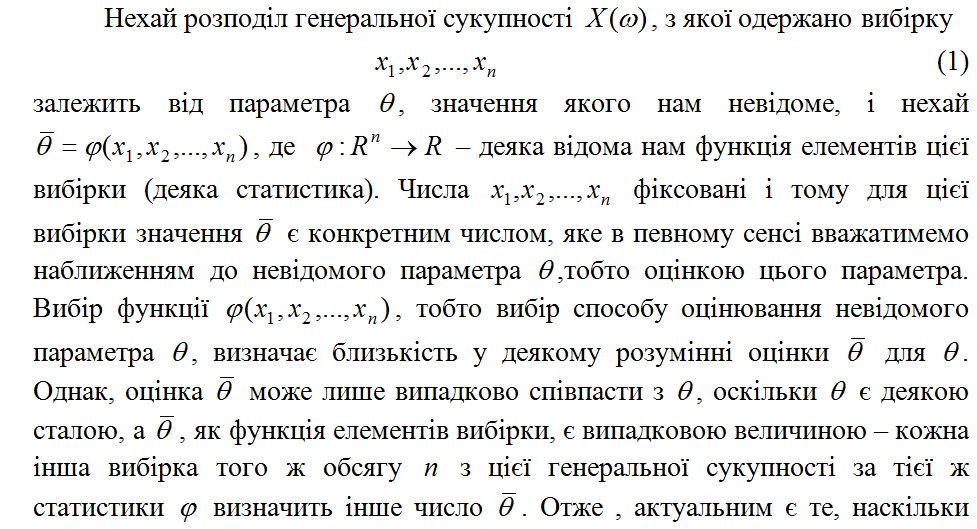 Нехай розподіл генеральної сукупності X(ω), з якої одержано вибірку
x₁,x₂,...,xₙ (1)
залежить від параметра θ, значення якого нам невідоме, і нехай
θ̅ = φ(x₁,x₂,...,xₙ), де φ : Rⁿ → R – деяка відома нам функція елементів цієї
вибірки (деяка статистика). Числа x₁,x₂,...,xₙ фіксовані і тому для цієї
вибірки значення θ̅ є конкретним числом, яке в певному сенсі вважатимемо
наближенням до невідомого параметра θ,тобто оцінкою цього параметра.
Вибір функції φ(x₁,x₂,...,xₙ), тобто вибір способу оцінювання невідомого
параметра θ, визначає близькість у деякому розумінні оцінки θ̅ для θ.
Однак, оцінка θ̅ може лише випадково співпасти з θ, оскільки θ є деякою
сталою, а θ̅, як функція елементів вибірки, є випадковою величиною – кожна
інша вибірка того ж обсягу n з цієї генеральної сукупності за тієї ж
статистики φ визначить інше число θ̅. Отже , актуальним є те, наскільки